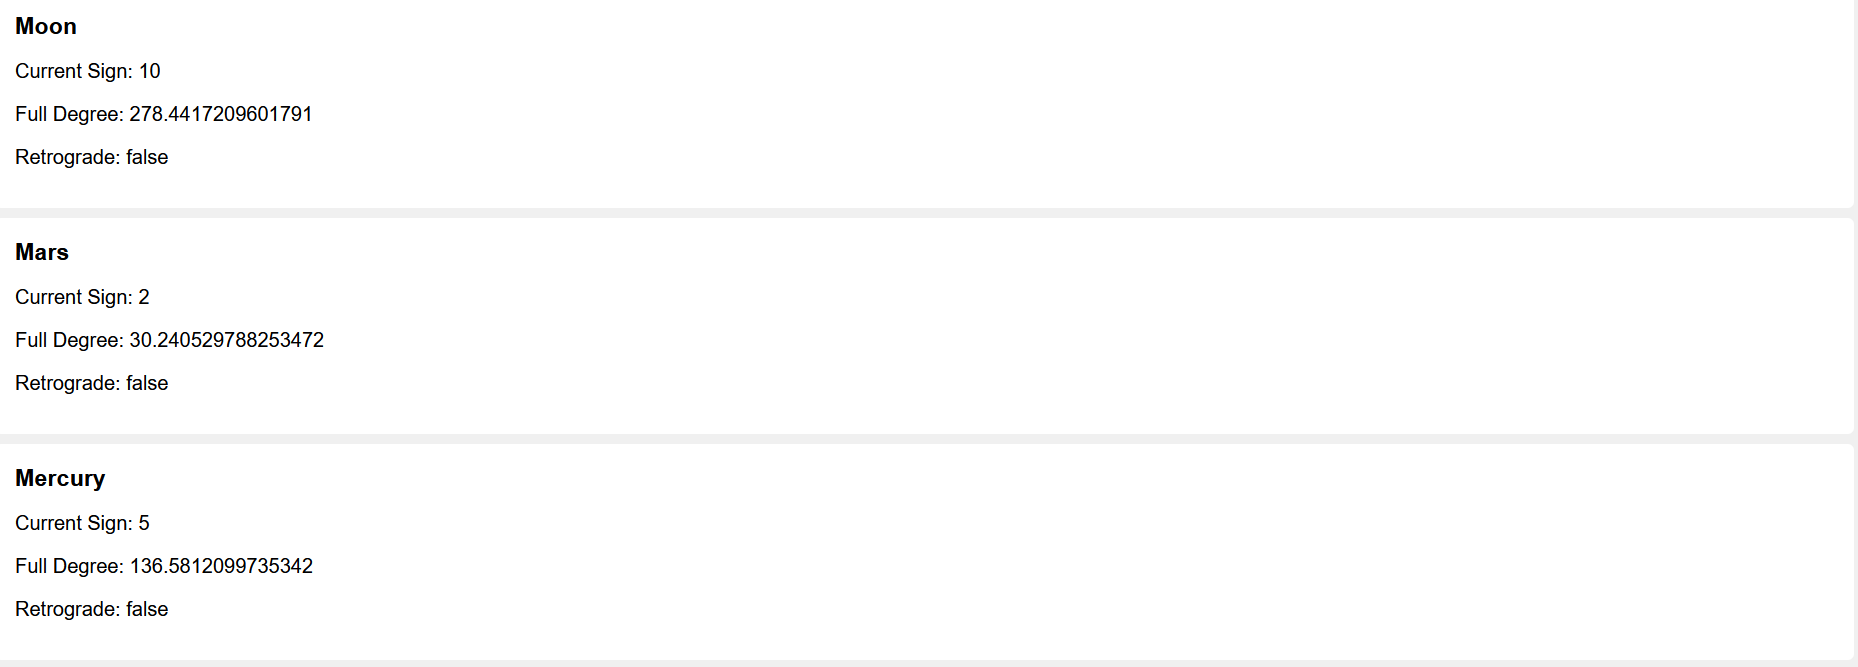 Moon
Current Sign: 10
Full Degree: 278.4417209601791
Retrograde: false
Mars
Current Sign: 2
Full Degree: 30.240529788253472
Retrograde: false
Mercury
Current Sign: 5
Full Degree: 136.5812099735342
Retrograde: false